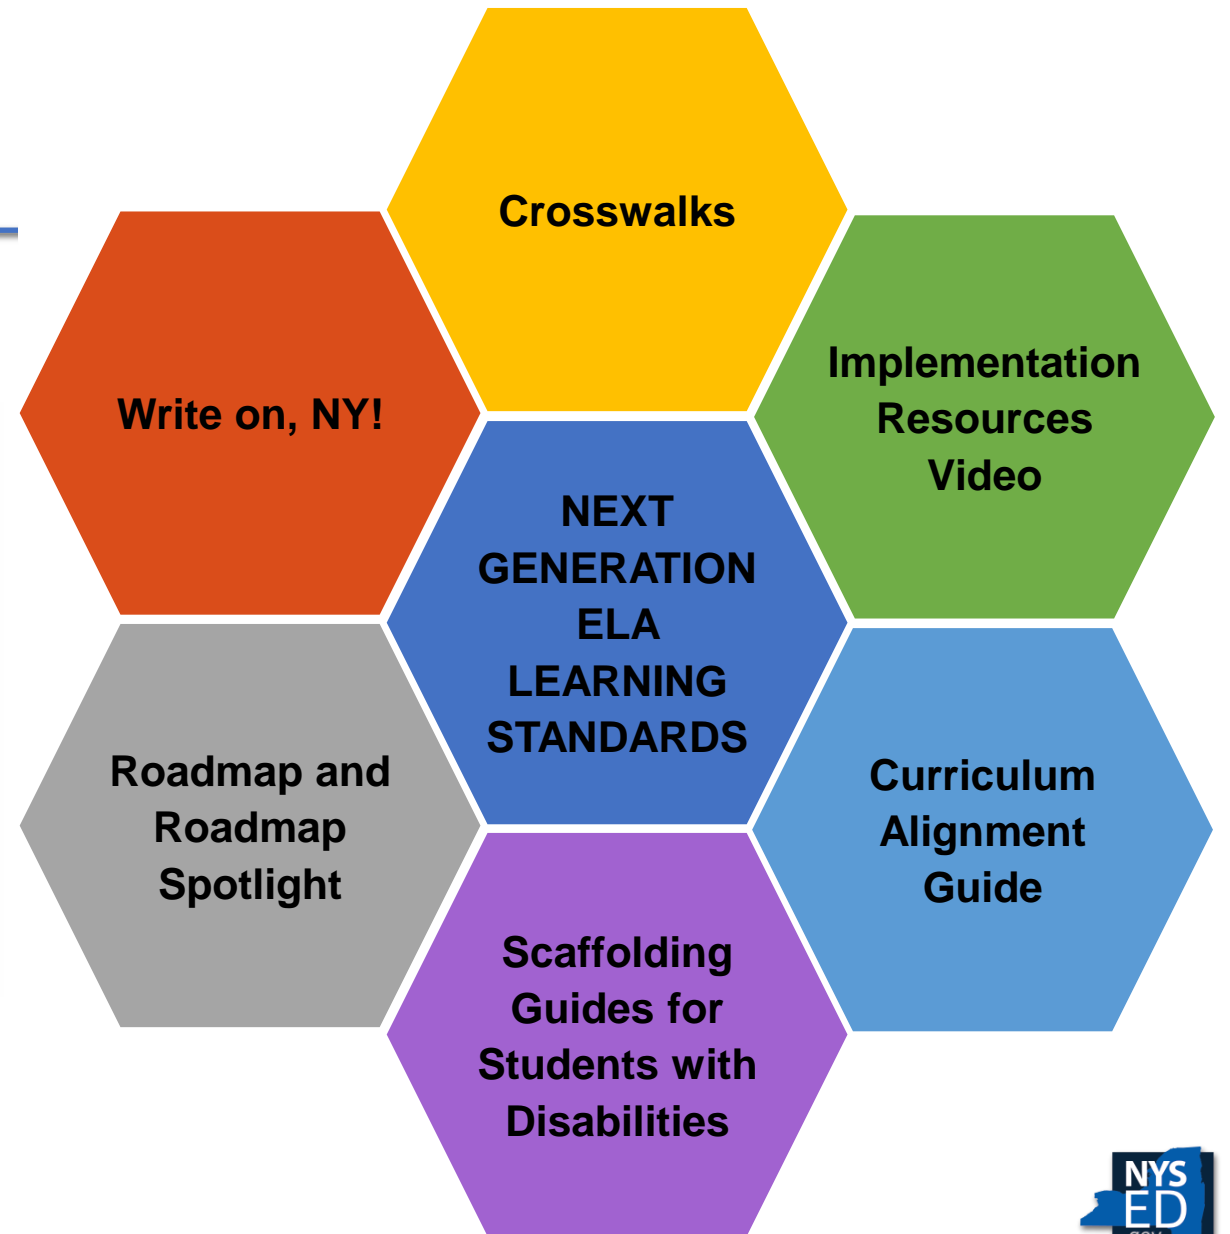 Crosswalks
Write on, NY!
Implementation
Resources
Video
NEXT
GENERATION
ELA
LEARNING
STANDARDS
Roadmap and
Roadmap
Spotlight
Curriculum
Alignment
Guide
Scaffolding
Guides for
Students with
Disabilities
NYS
ED